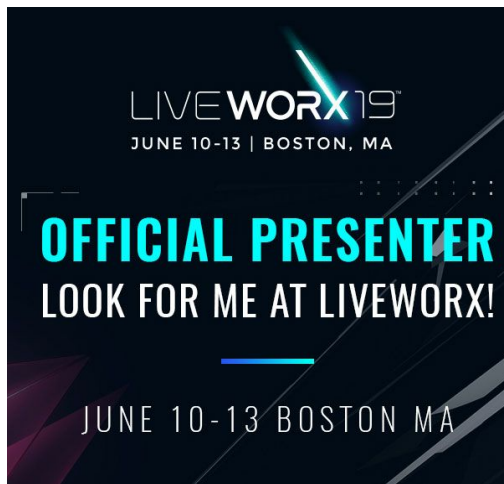 LIVEWORX19™
JUNE 10-13 | BOSTON, MA
OFFICIAL PRESENTER
LOOK FOR ME AT LIVEWORX!
JUNE 10-13 BOSTON MA